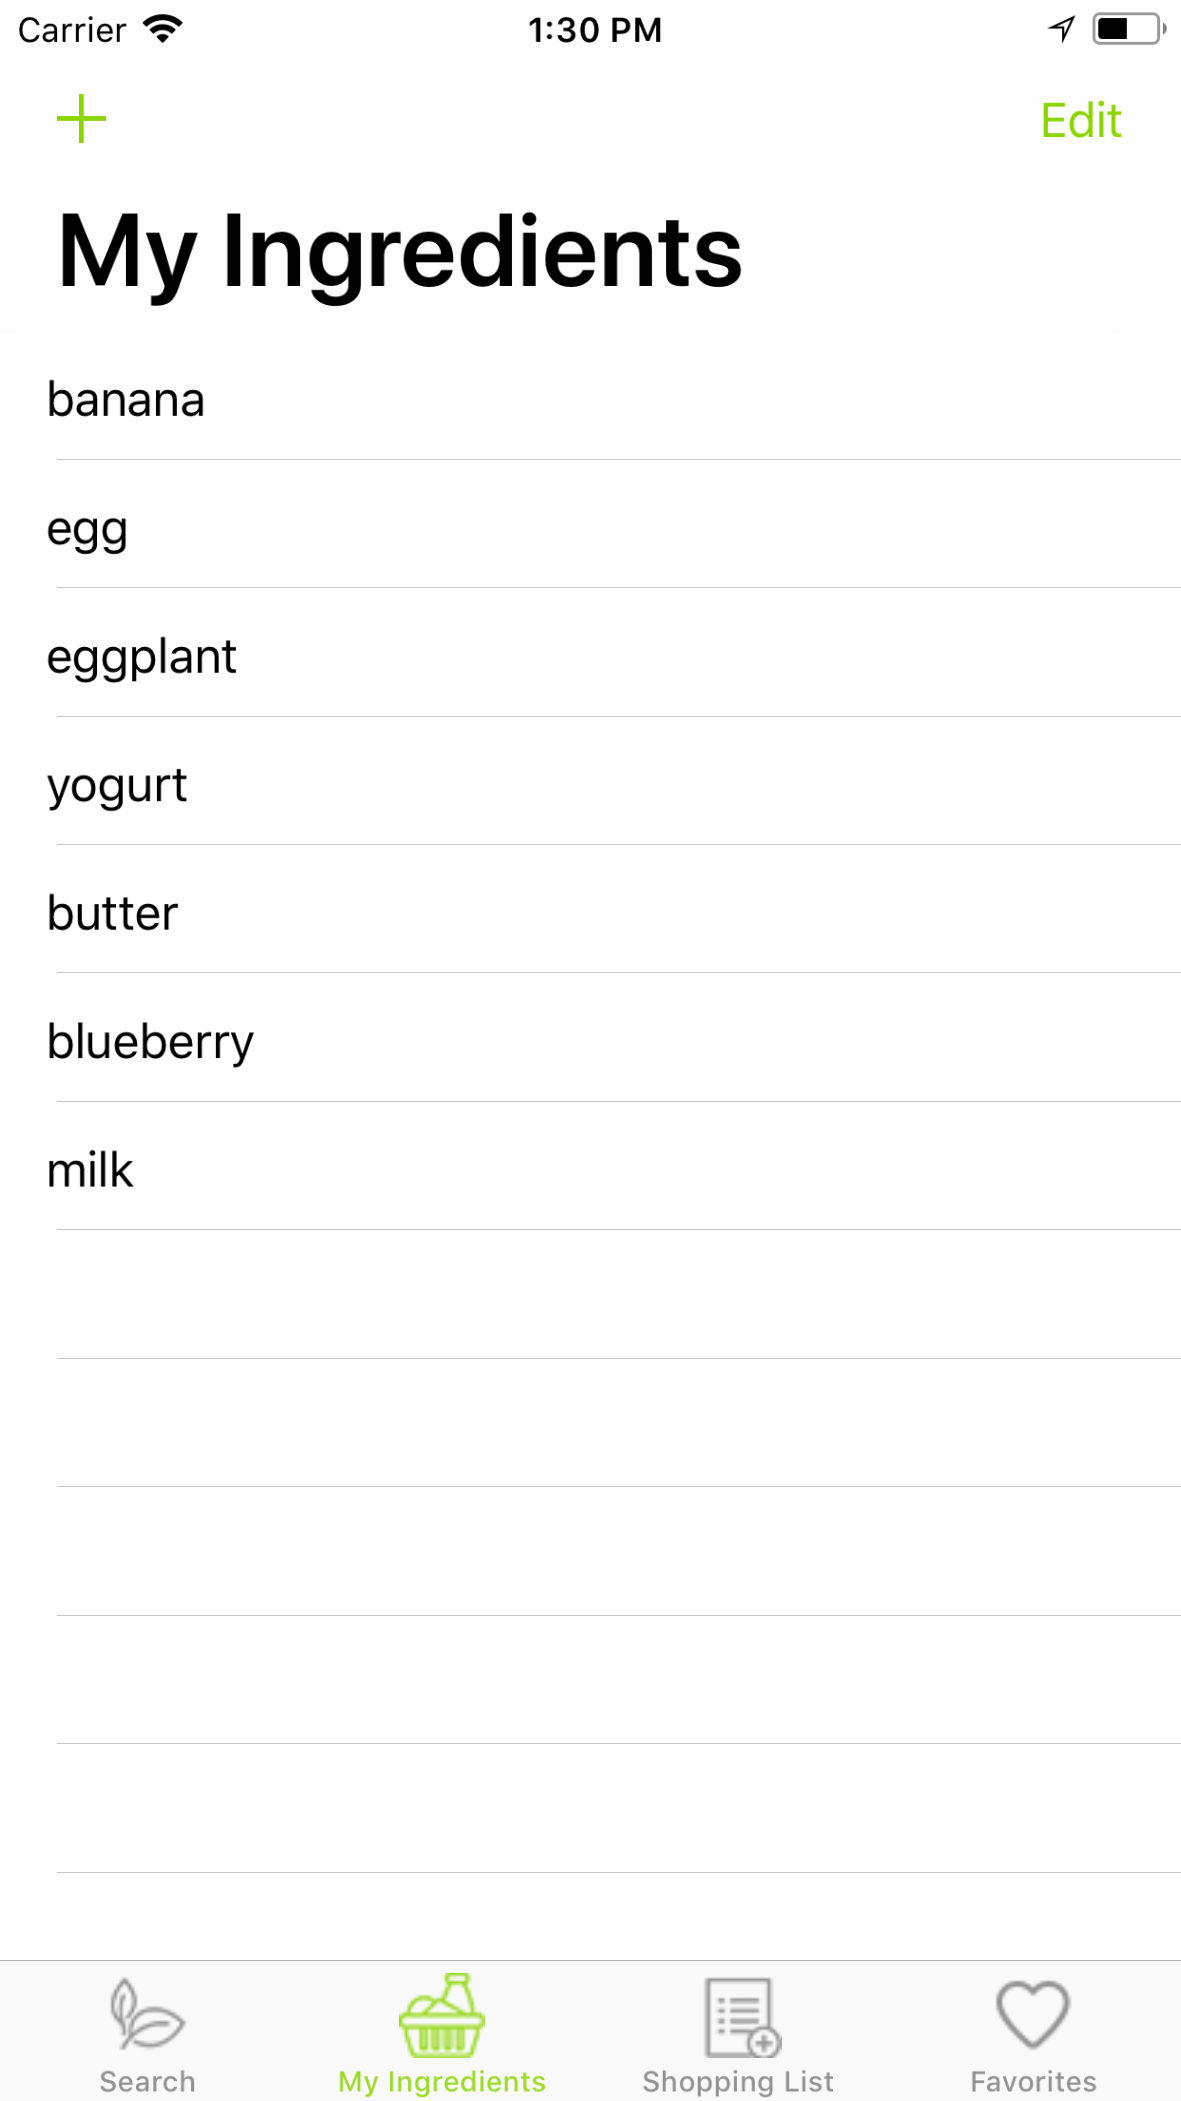 Carrier 1:30 PM
Edit
My Ingredients
banana
egg
eggplant
yogurt
butter
blueberry
milk
Search My Ingredients Shopping List Favorites